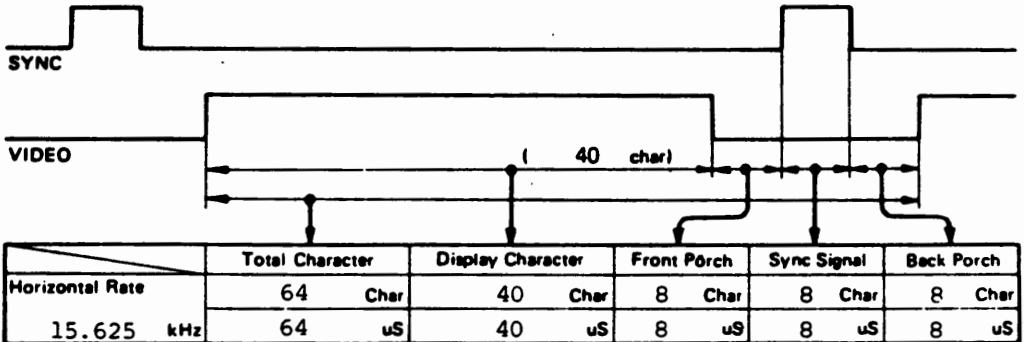 SYNC
VIDEO
( 40 char)
Total Character Display Character Front Porch Sync Signal Back Porch
Horizontal Rate 64 Char 40 Char 8 Char 8 Char 8 Char
15.625 kHz 64 uS 40 uS 8 uS 8 uS 8 uS